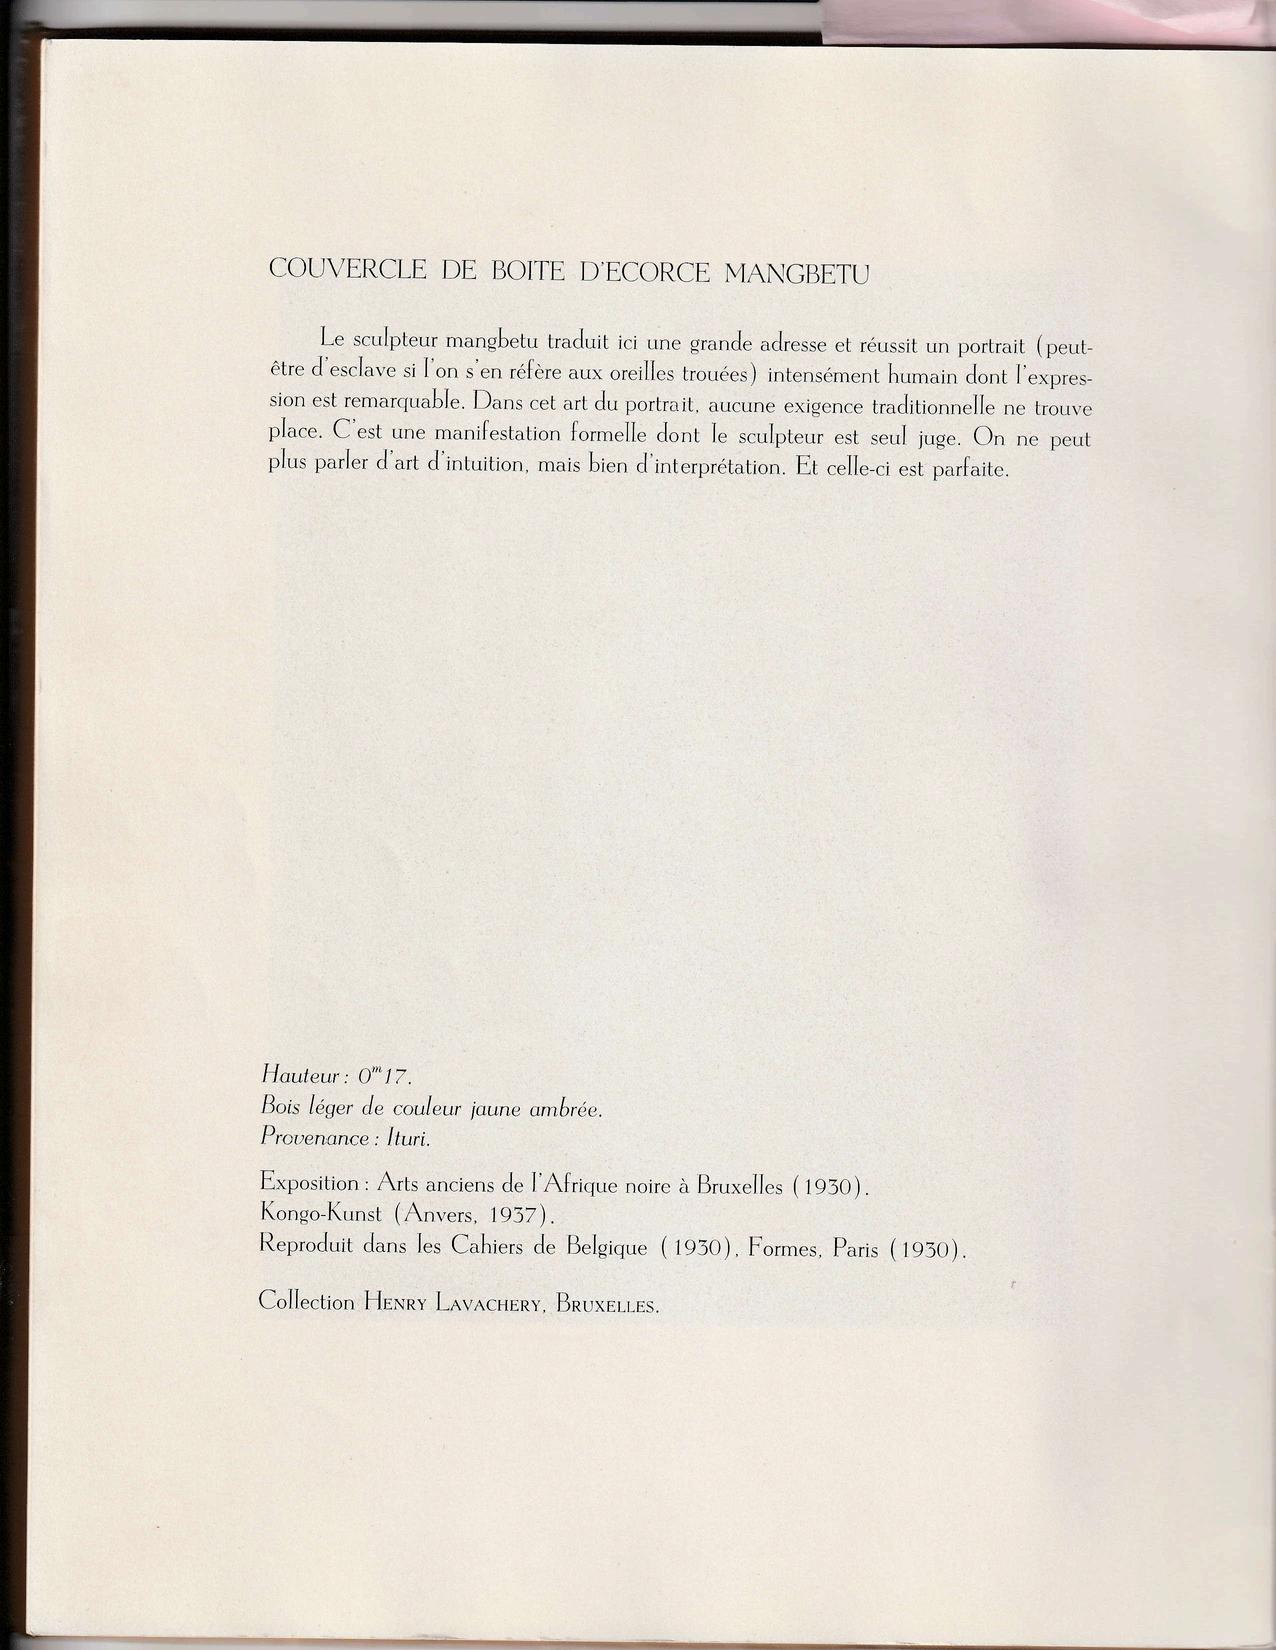 COUVERCLE DE BOITE D'ECORCE MANGBETU
Le sculpteur mangbetu traduit ici une grande adresse et réussit un portrait (peut-
être d'esclave si l'on s'en réfère aux oreilles trouées) intensément humain dont l'expres-
sion est remarquable. Dans cet art du portrait, aucune exigence traditionnelle ne trouve
place. C'est une manifestation formelle dont le sculpteur est seul juge. On ne peut
plus parler d'art d'intuition, mais bien d'interprétation. Et celle-ci est parfaite.
Hauteur : 0m17.
Bois léger de couleur jaune ambrée.
Provenance : Ituri.
Exposition : Arts anciens de l'Afrique noire à Bruxelles (1930).
Kongo-Kunst (Anvers, 1937).
Reproduit dans les Cahiers de Belgique (1930), Formes, Paris (1930).
Collection HENRY LAVACHERY, BRUXELLES.